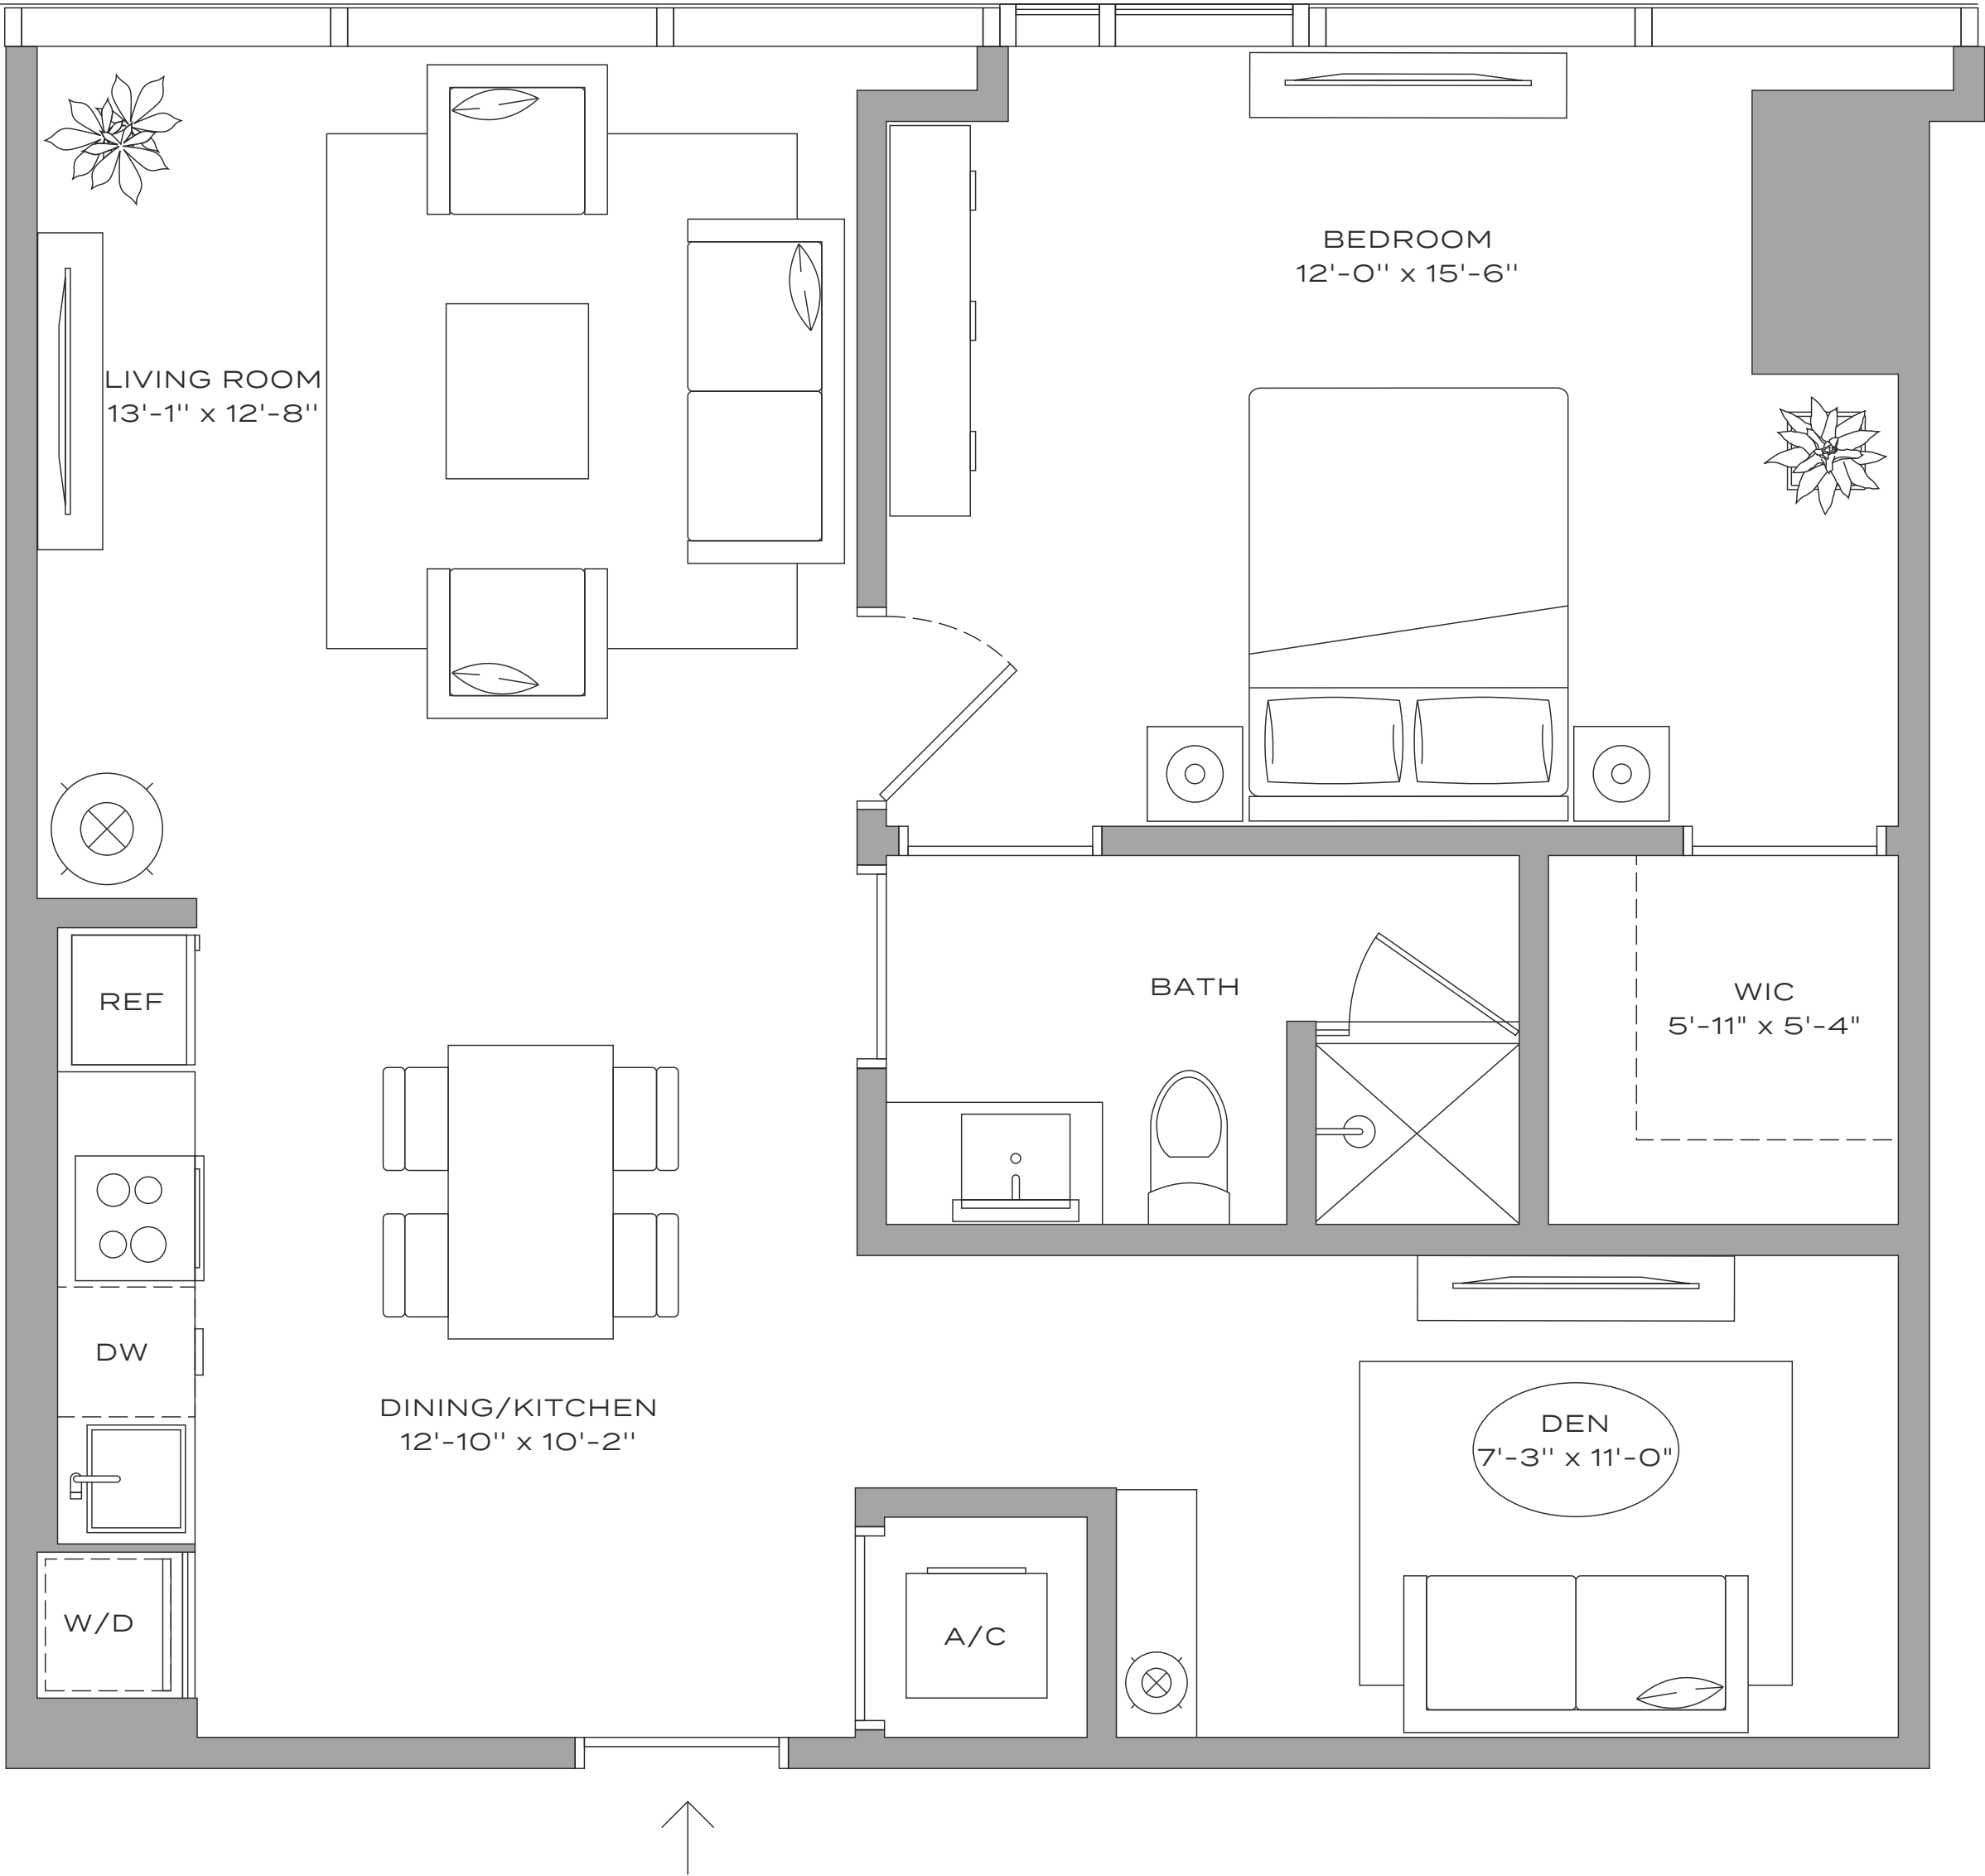 BEDROOM
12'-0'' x 15'-6''
LIVING ROOM
13'-1'' x 12'-8''
BATH
WIC
5'-11" x 5'-4"
REF
DW
DINING/KITCHEN
12'-10'' x 10'-2''
DEN
7'-3'' x 11'-0"
W/D
A/C